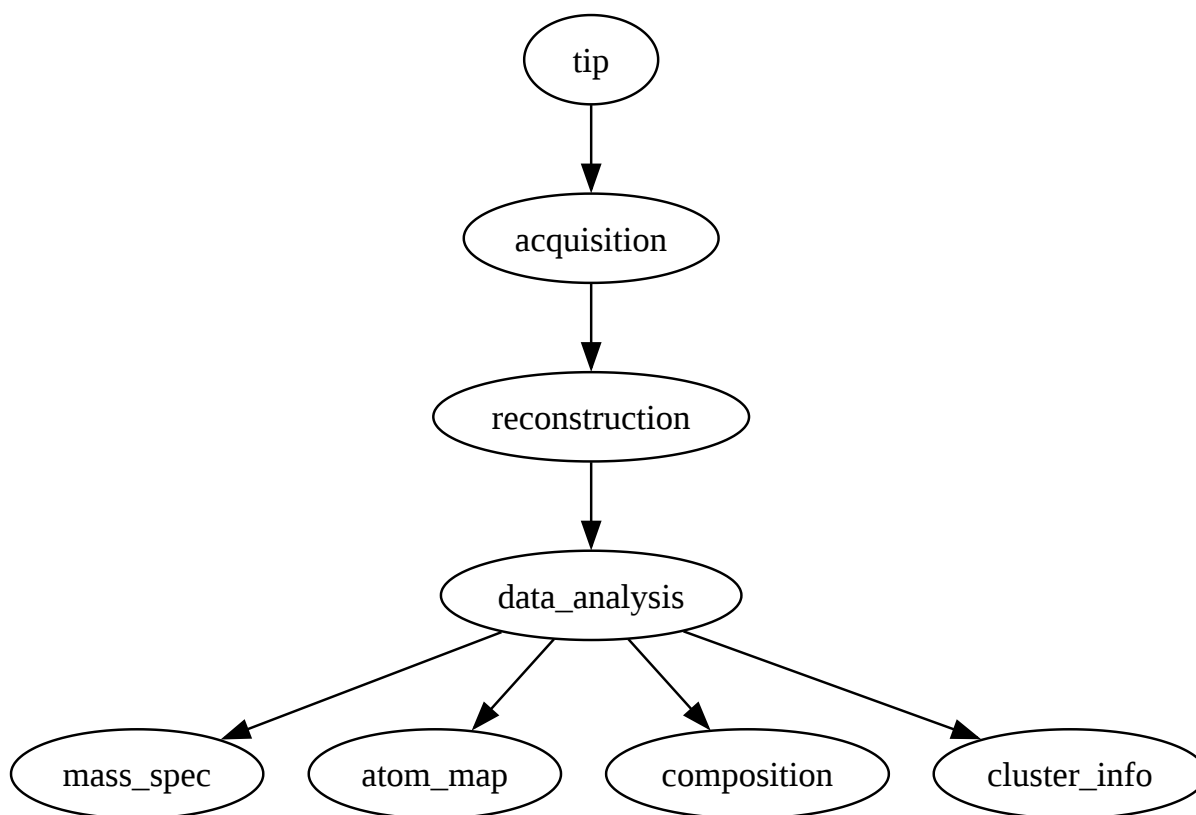 tip
acquisition
reconstruction
data_analysis
mass_spec
atom_map
composition
cluster_info